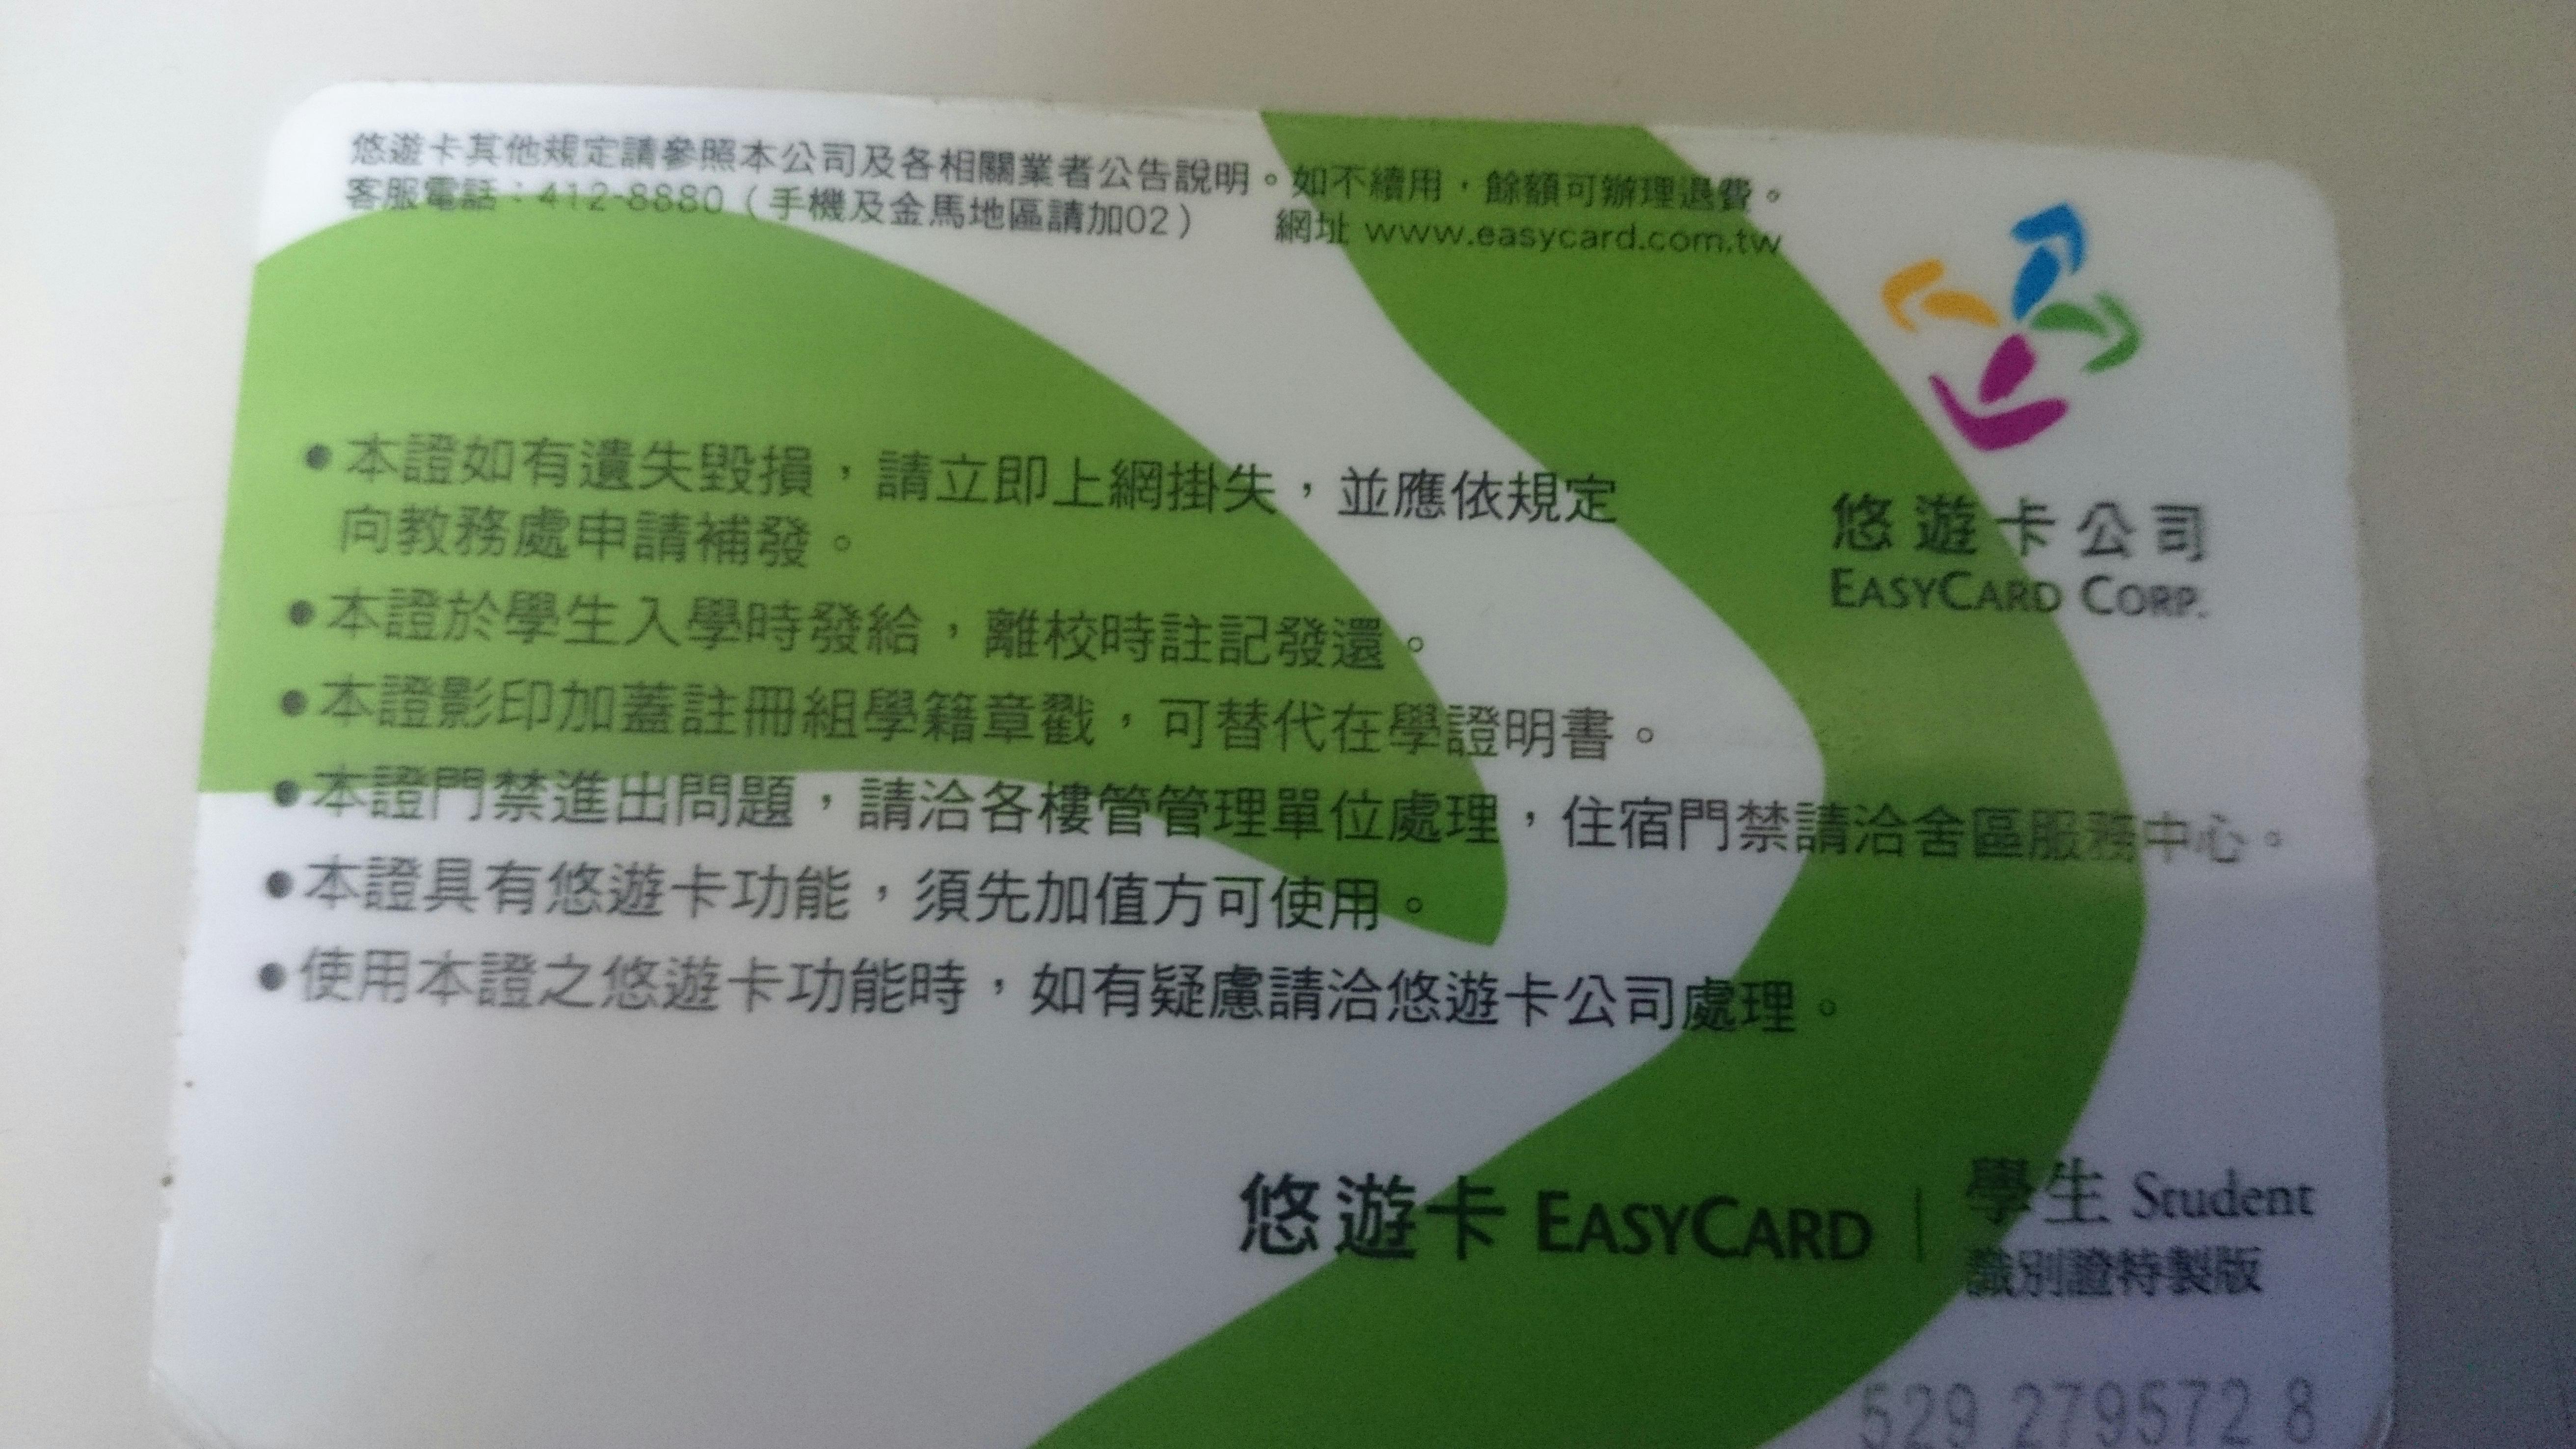 悠遊卡其他規定請參照本公司及各相關業者公告說明。如不續用,餘額可辦理退費。
客服電話:412-8880(手機及金馬地區請加02) 網址 www.easycard.com.tw
悠遊卡公司
EASYCARD CORP.
●本證如有遺失毀損,請立即上網掛失,並應依規定
向教務處申請補發。
●本證於學生入學時發給,離校時註記發還。
●本證影印加蓋註冊組學籍章戳,可替代在學證明書。
●本證門禁進出問題,請洽各樓管管理單位處理,住宿門禁請洽舍區服務中心。
●本證具有悠遊卡功能,須先加值方可使用。
●使用本證之悠遊卡功能時,如有疑慮請洽悠遊卡公司處理。
悠遊卡 EASYCARD | 學生 Student
識別證特製版
529 279572 8